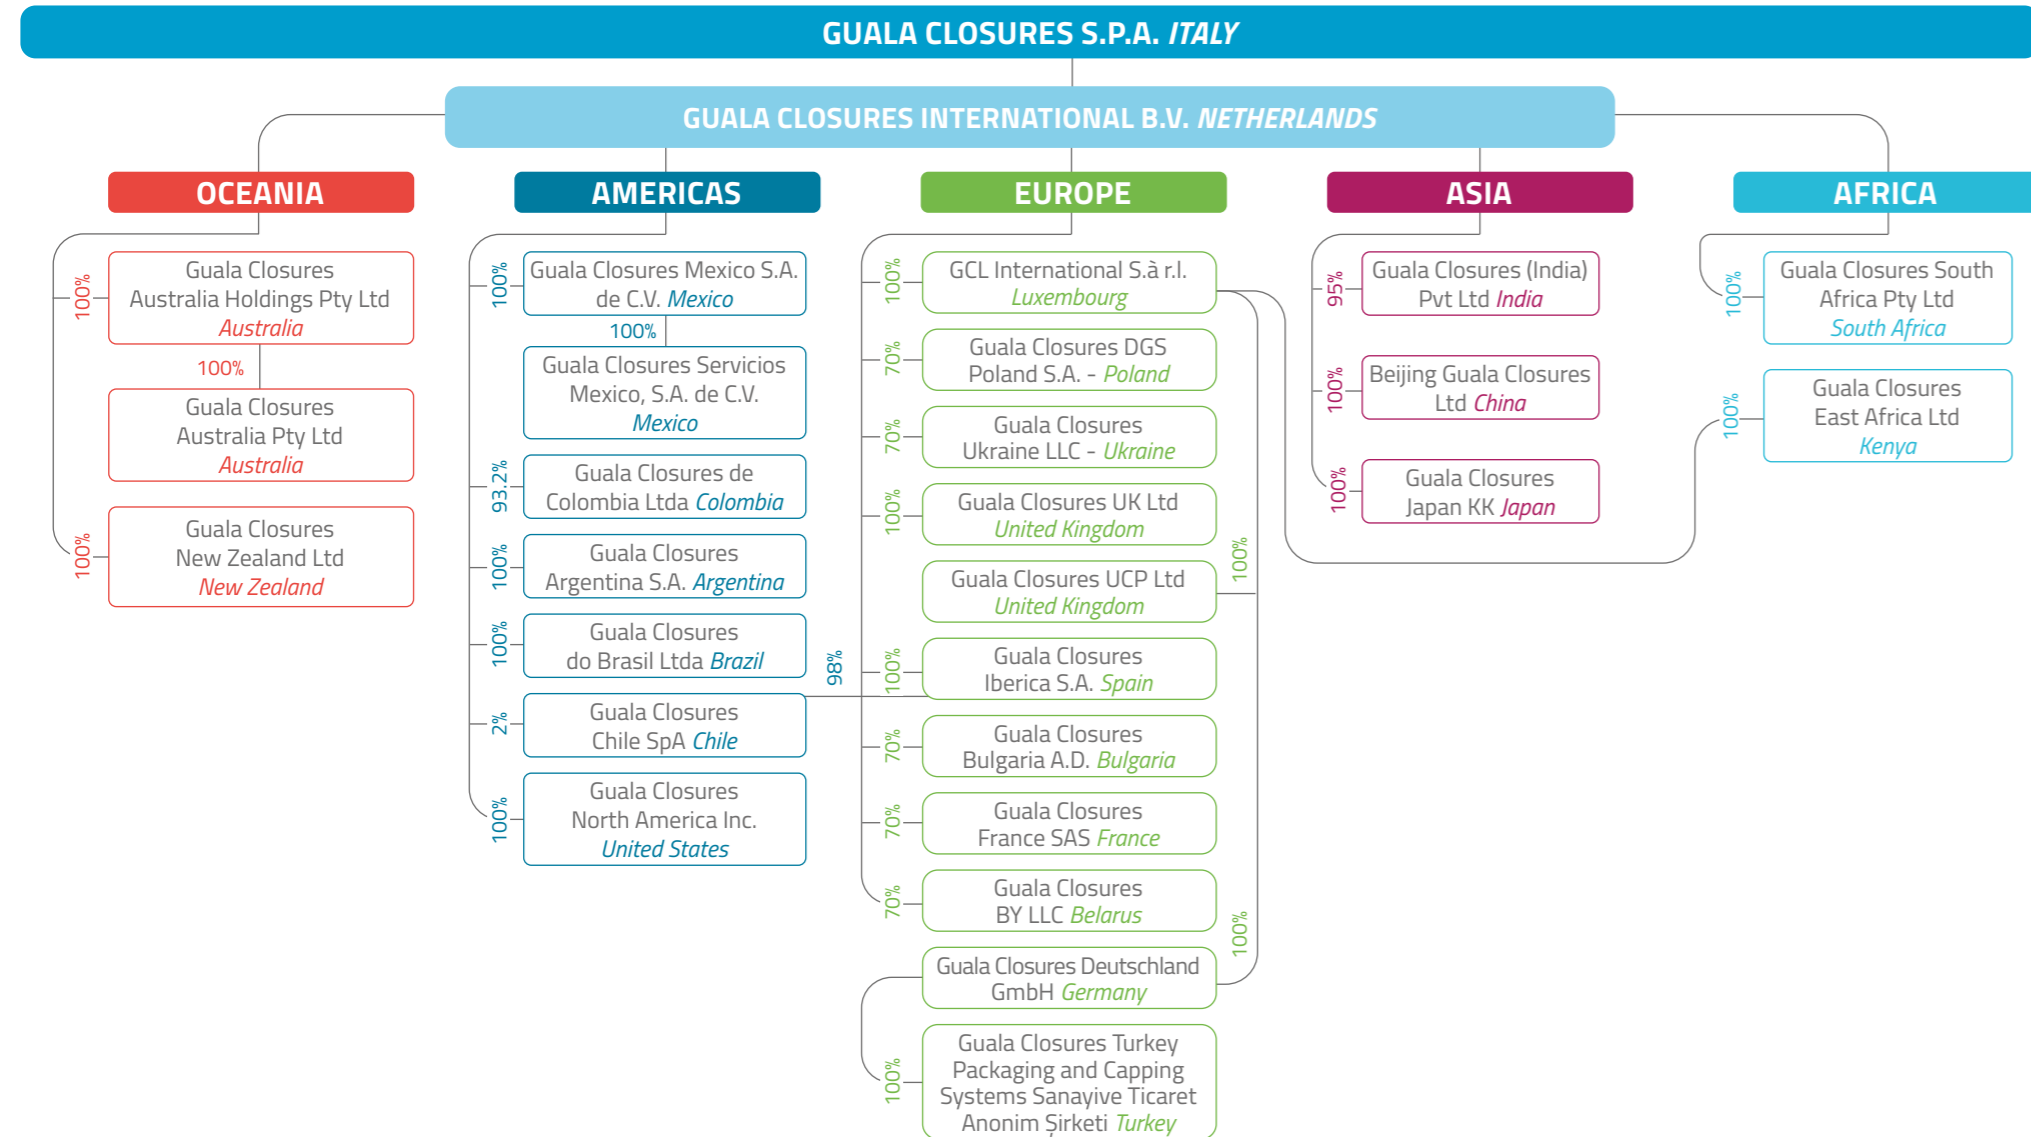 GUALA CLOSURES S.P.A. ITALY
GUALA CLOSURES INTERNATIONAL B.V. NETHERLANDS
OCEANIA
100%
Guala Closures
Australia Holdings Pty Ltd
Australia
100%
Guala Closures
Australia Pty Ltd
Australia
100%
Guala Closures
New Zealand Ltd
New Zealand
AMERICAS
100%
Guala Closures Mexico S.A.
de C.V. Mexico
100%
Guala Closures Servicios
Mexico, S.A. de C.V.
Mexico
93.2%
Guala Closures de
Colombia Ltda Colombia
100%
Guala Closures
Argentina S.A. Argentina
100%
Guala Closures
do Brasil Ltda Brazil
2%
Guala Closures
Chile SpA Chile
98%
100%
Guala Closures
North America Inc.
United States
EUROPE
100%
GCL International S.à r.l.
Luxembourg
70%
Guala Closures DGS
Poland S.A. - Poland
70%
Guala Closures
Ukraine LLC - Ukraine
100%
Guala Closures UK Ltd
United Kingdom
100%
Guala Closures UCP Ltd
United Kingdom
100%
Guala Closures
Iberica S.A. Spain
70%
Guala Closures
Bulgaria A.D. Bulgaria
70%
Guala Closures
France SAS France
70%
Guala Closures
BY LLC Belarus
100%
Guala Closures Deutschland
GmbH Germany
100%
Guala Closures Turkey
Packaging and Capping
Systems Sanayive Ticaret
Anonim Şirketi Turkey
ASIA
95%
Guala Closures (India)
Pvt Ltd India
100%
Beijing Guala Closures
Ltd China
100%
Guala Closures
Japan KK Japan
AFRICA
100%
Guala Closures South
Africa Pty Ltd
South Africa
100%
Guala Closures
East Africa Ltd
Kenya